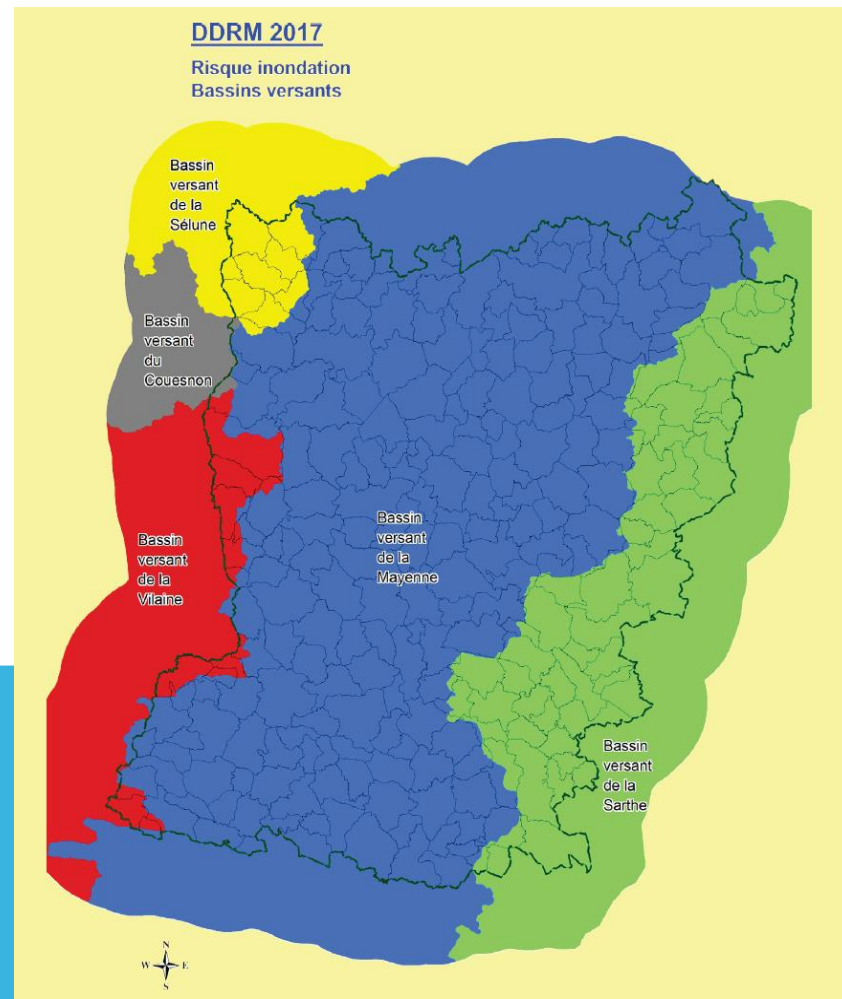 DDRM 2017
Risque inondation
Bassins versants
Bassin
versant
de la
Sélune
Bassin
versant
du
Couesnon
Bassin
versant
de la
Vilaine
Bassin
versant
de la
Mayenne
Bassin
versant
de la
Sarthe
N
W E
S